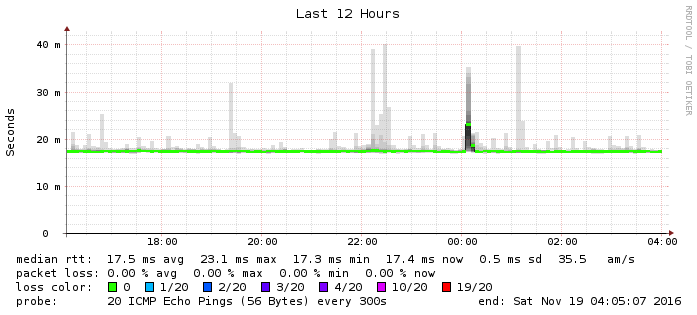 Last 12 Hours
RRDTOOL / TOBI OETIKER
Seconds
40 m
30 m
20 m
10 m
0
18:00 20:00 22:00 00:00 02:00 04:00
median rtt: 17.5 ms avg 23.1 ms max 17.3 ms min 17.4 ms now 0.5 ms sd 35.5 am/s
packet loss: 0.00 % avg 0.00 % max 0.00 % min 0.00 % now
loss color: 0 1/20 2/20 3/20 4/20 10/20 19/20
probe: 20 ICMP Echo Pings (56 Bytes) every 300s end: Sat Nov 19 04:05:07 2016